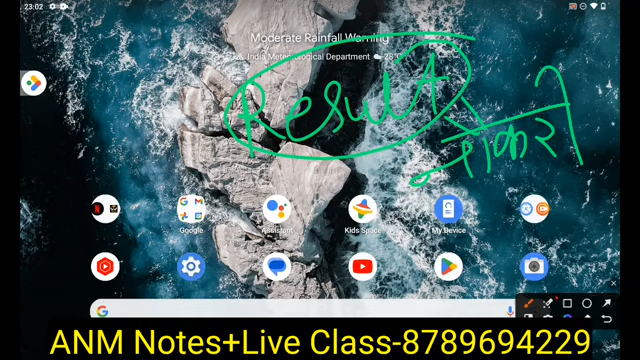 23:02
Moderate Rainfall Warning
India Meteorological Department
28°C
Result
Google
Assistant
Kids Space
My Device
ANM Notes+Live Class-8789694229